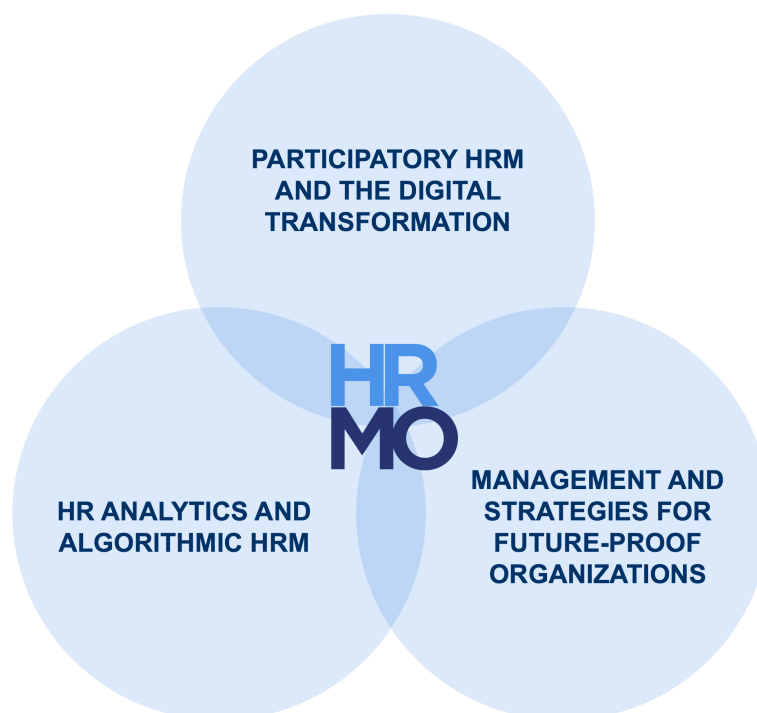 PARTICIPATORY HRM
AND THE DIGITAL
TRANSFORMATION
HR
MO
HR ANALYTICS AND
ALGORITHMIC HRM
MANAGEMENT AND
STRATEGIES FOR
FUTURE-PROOF
ORGANIZATIONS